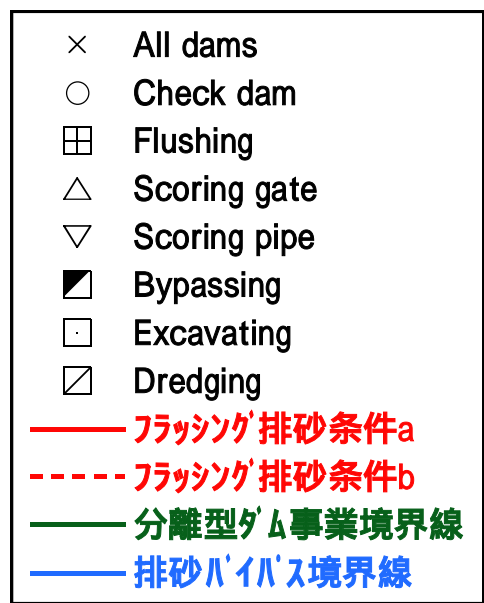 All dams
Check dam
Flushing
Scoring gate
Scoring pipe
Bypassing
Excavating
Dredging
フラッシング排砂条件a
フラッシング排砂条件b
分離型ダム事業境界線
排砂バイパス境界線